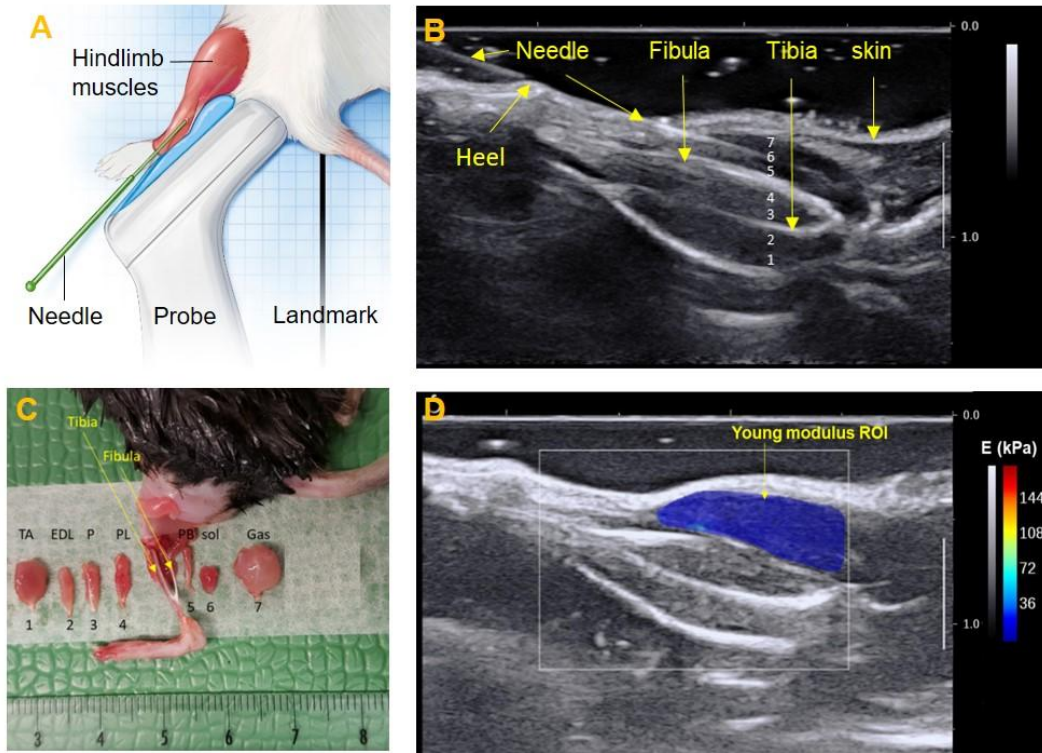 A
Hindlimb
muscles
Needle
Probe
Landmark
B
0.0
Needle
Fibula
Tibia
skin
Heel
7
6
5
4
3
2
1
1.0
C
Tibia
Fibula
TA
EDL
P
PL
PB
sol
Gas
1
2
3
4
5
6
7
3
4
5
6
7
8
D
0.0
Young modulus ROI
E (kPa)
144
108
72
36
1.0